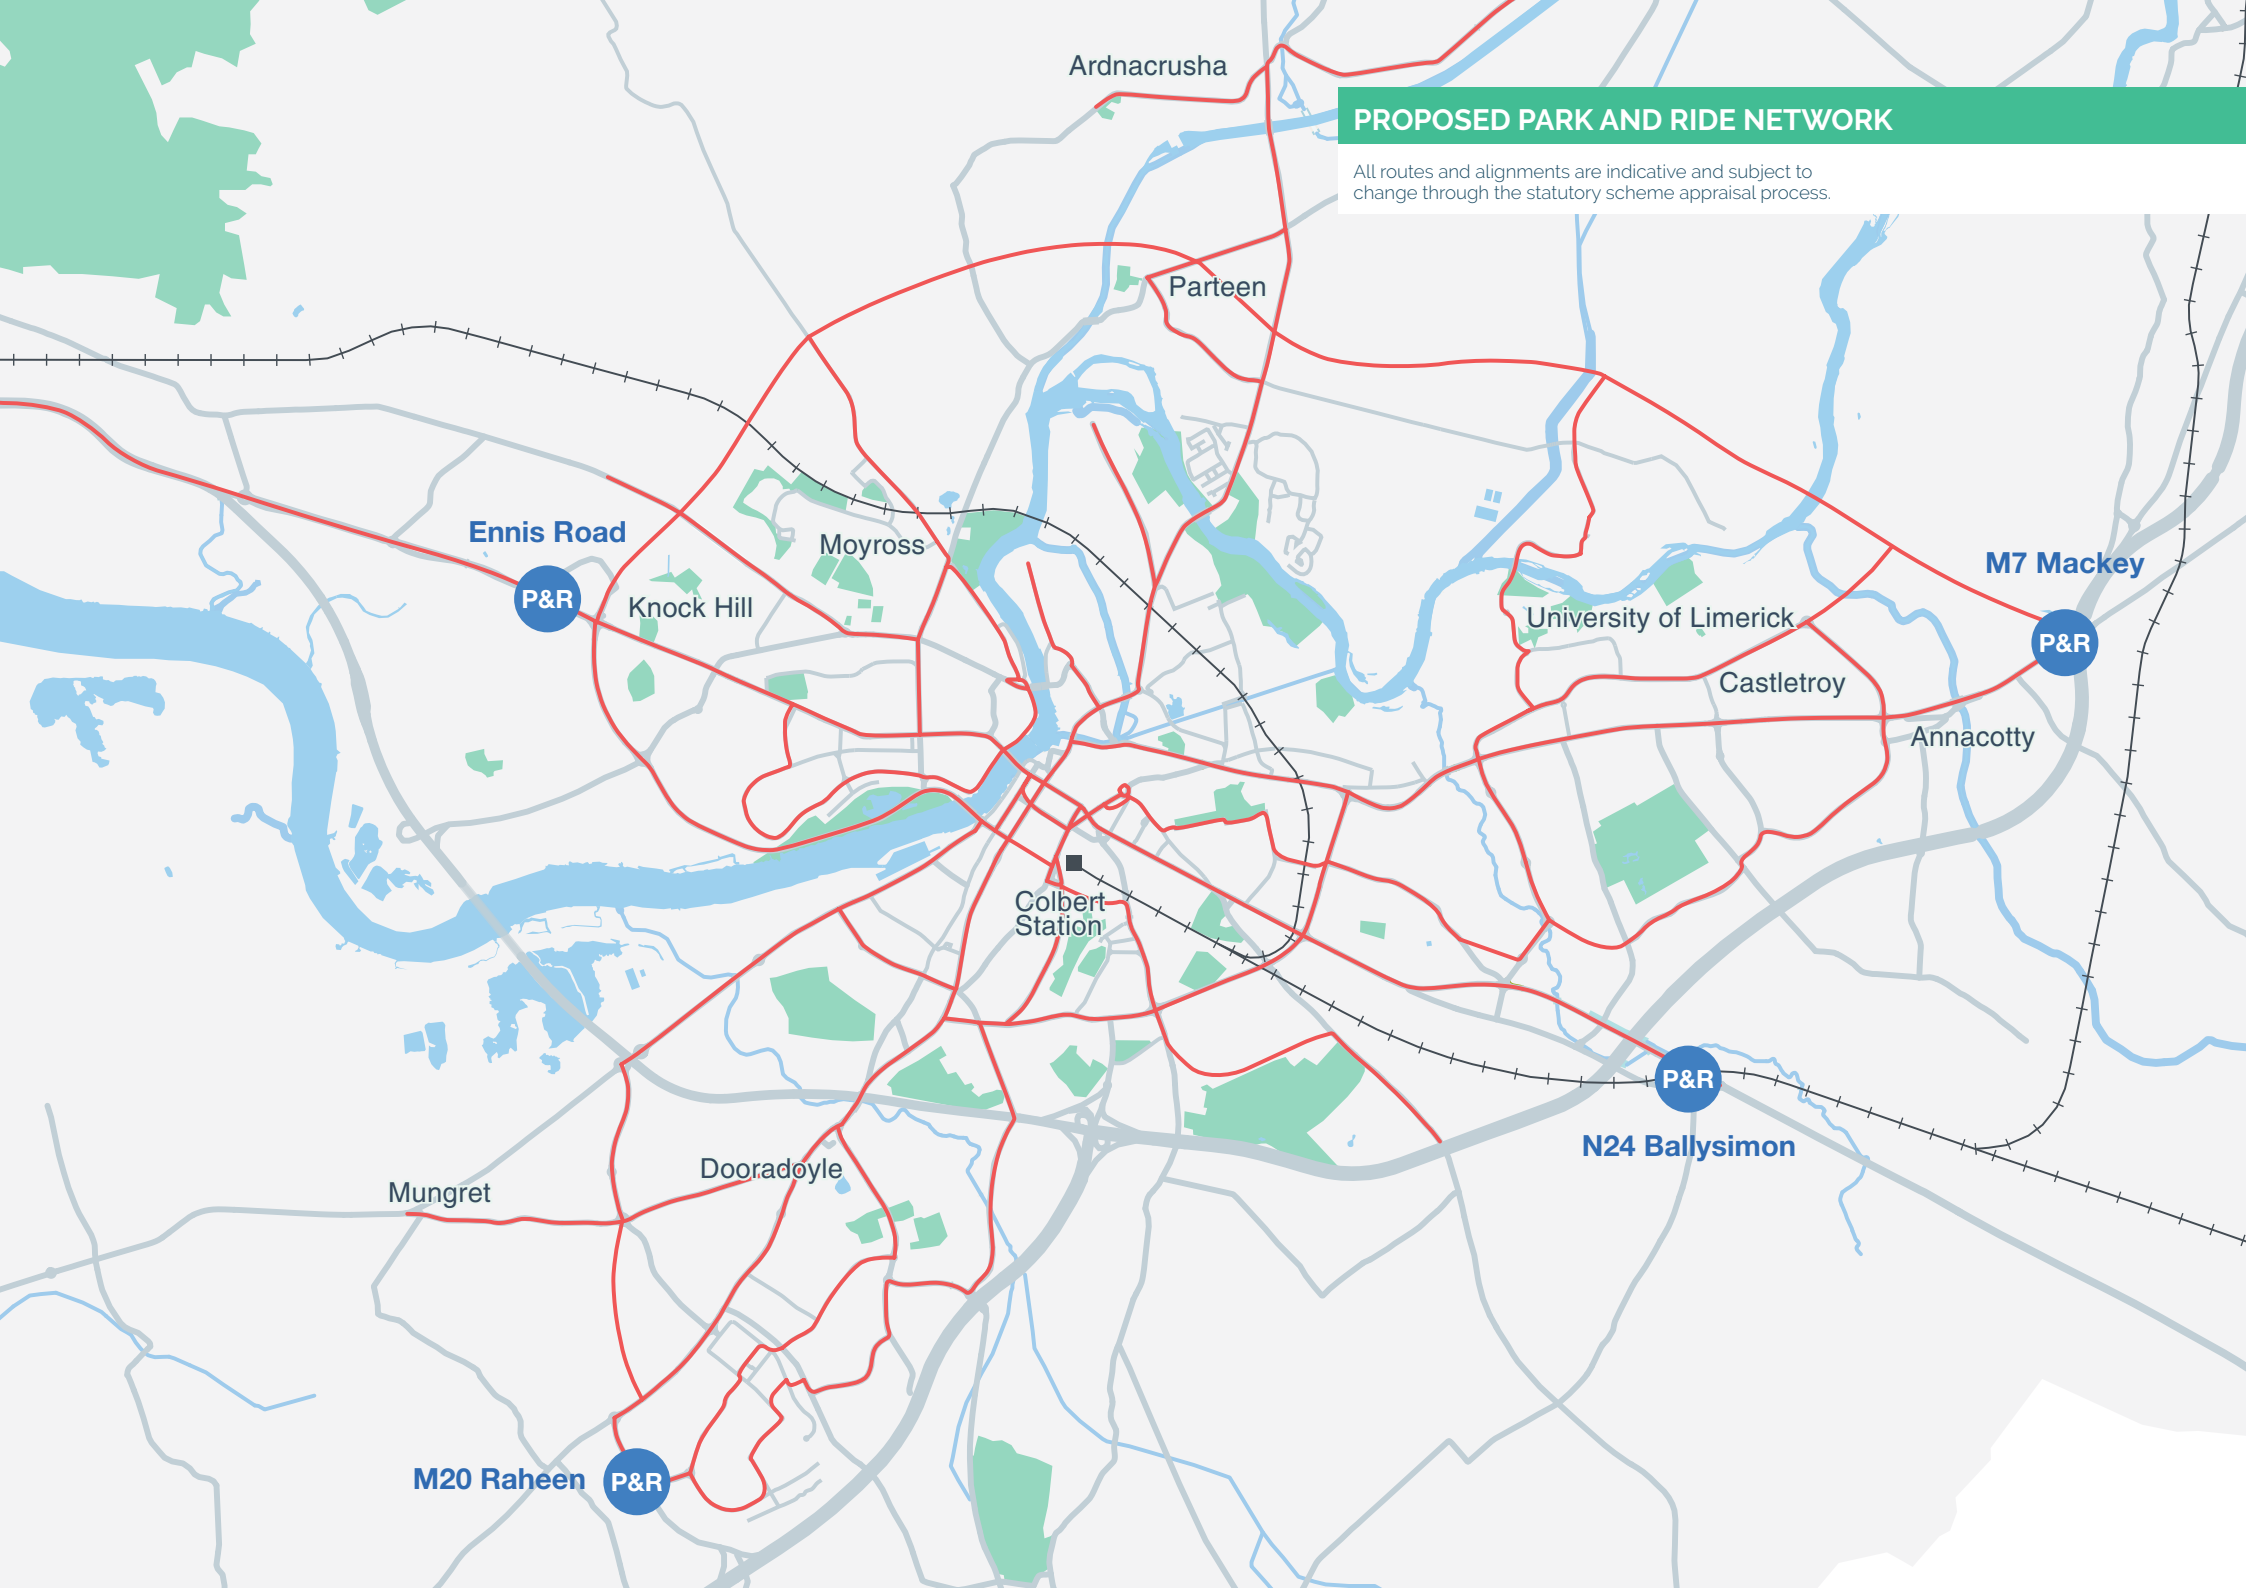 Ardnacrusha
PROPOSED PARK AND RIDE NETWORK
All routes and alignments are indicative and subject to
change through the statutory scheme appraisal process.
Parteen
Ennis Road
P&R
Knock Hill
Moyross
M7 Mackey
P&R
University of Limerick
Castletroy
Annacotty
Colbert
Station
P&R
N24 Ballysimon
Dooradoyle
Mungret
M20 Raheen
P&R